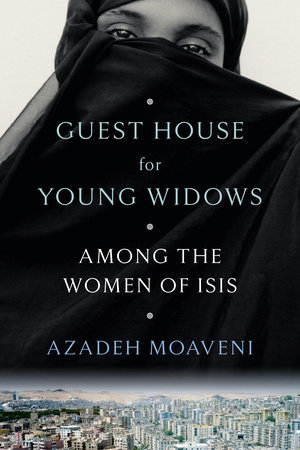 GUEST HOUSE
for
YOUNG WIDOWS
AMONG THE
WOMEN OF ISIS
AZADEH MOAVENI